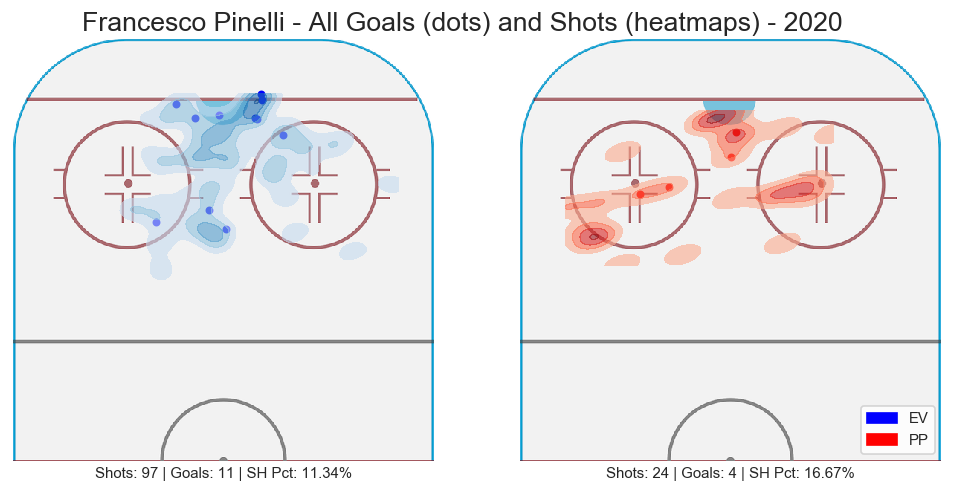 Francesco Pinelli - All Goals (dots) and Shots (heatmaps) - 2020
EV
PP
Shots: 97 | Goals: 11 | SH Pct: 11.34%
Shots: 24 | Goals: 4 | SH Pct: 16.67%